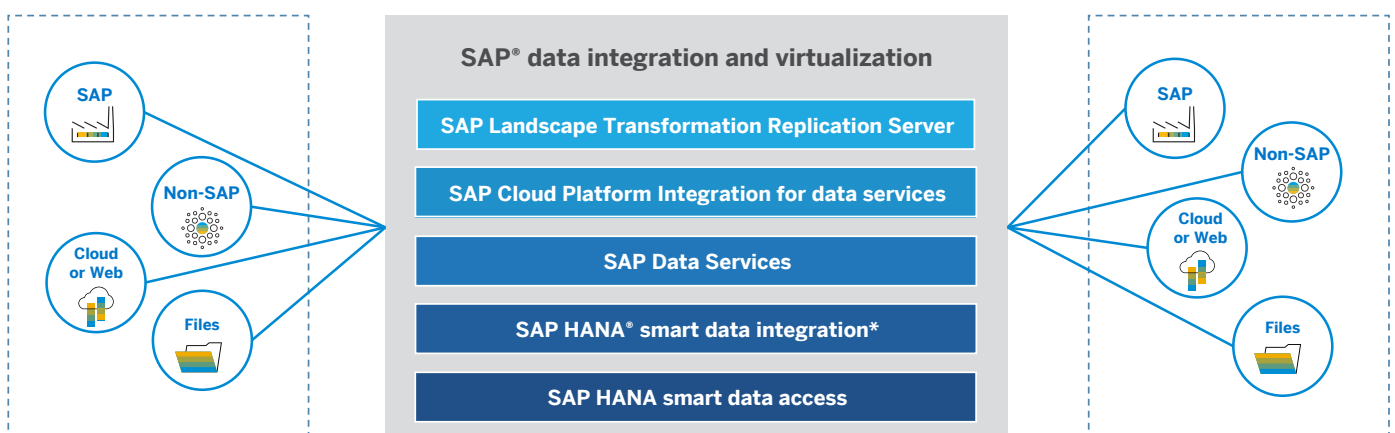 SAP
Non-SAP
Cloud
or Web
Files
SAP® data integration and virtualization
SAP Landscape Transformation Replication Server
SAP Cloud Platform Integration for data services
SAP Data Services
SAP HANA® smart data integration*
SAP HANA smart data access
SAP
Non-SAP
Cloud
or Web
Files